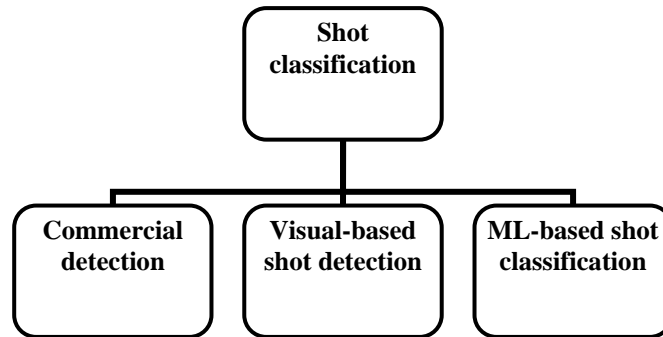 Shot
classification
Commercial
detection
Visual-based
shot detection
ML-based shot
classification